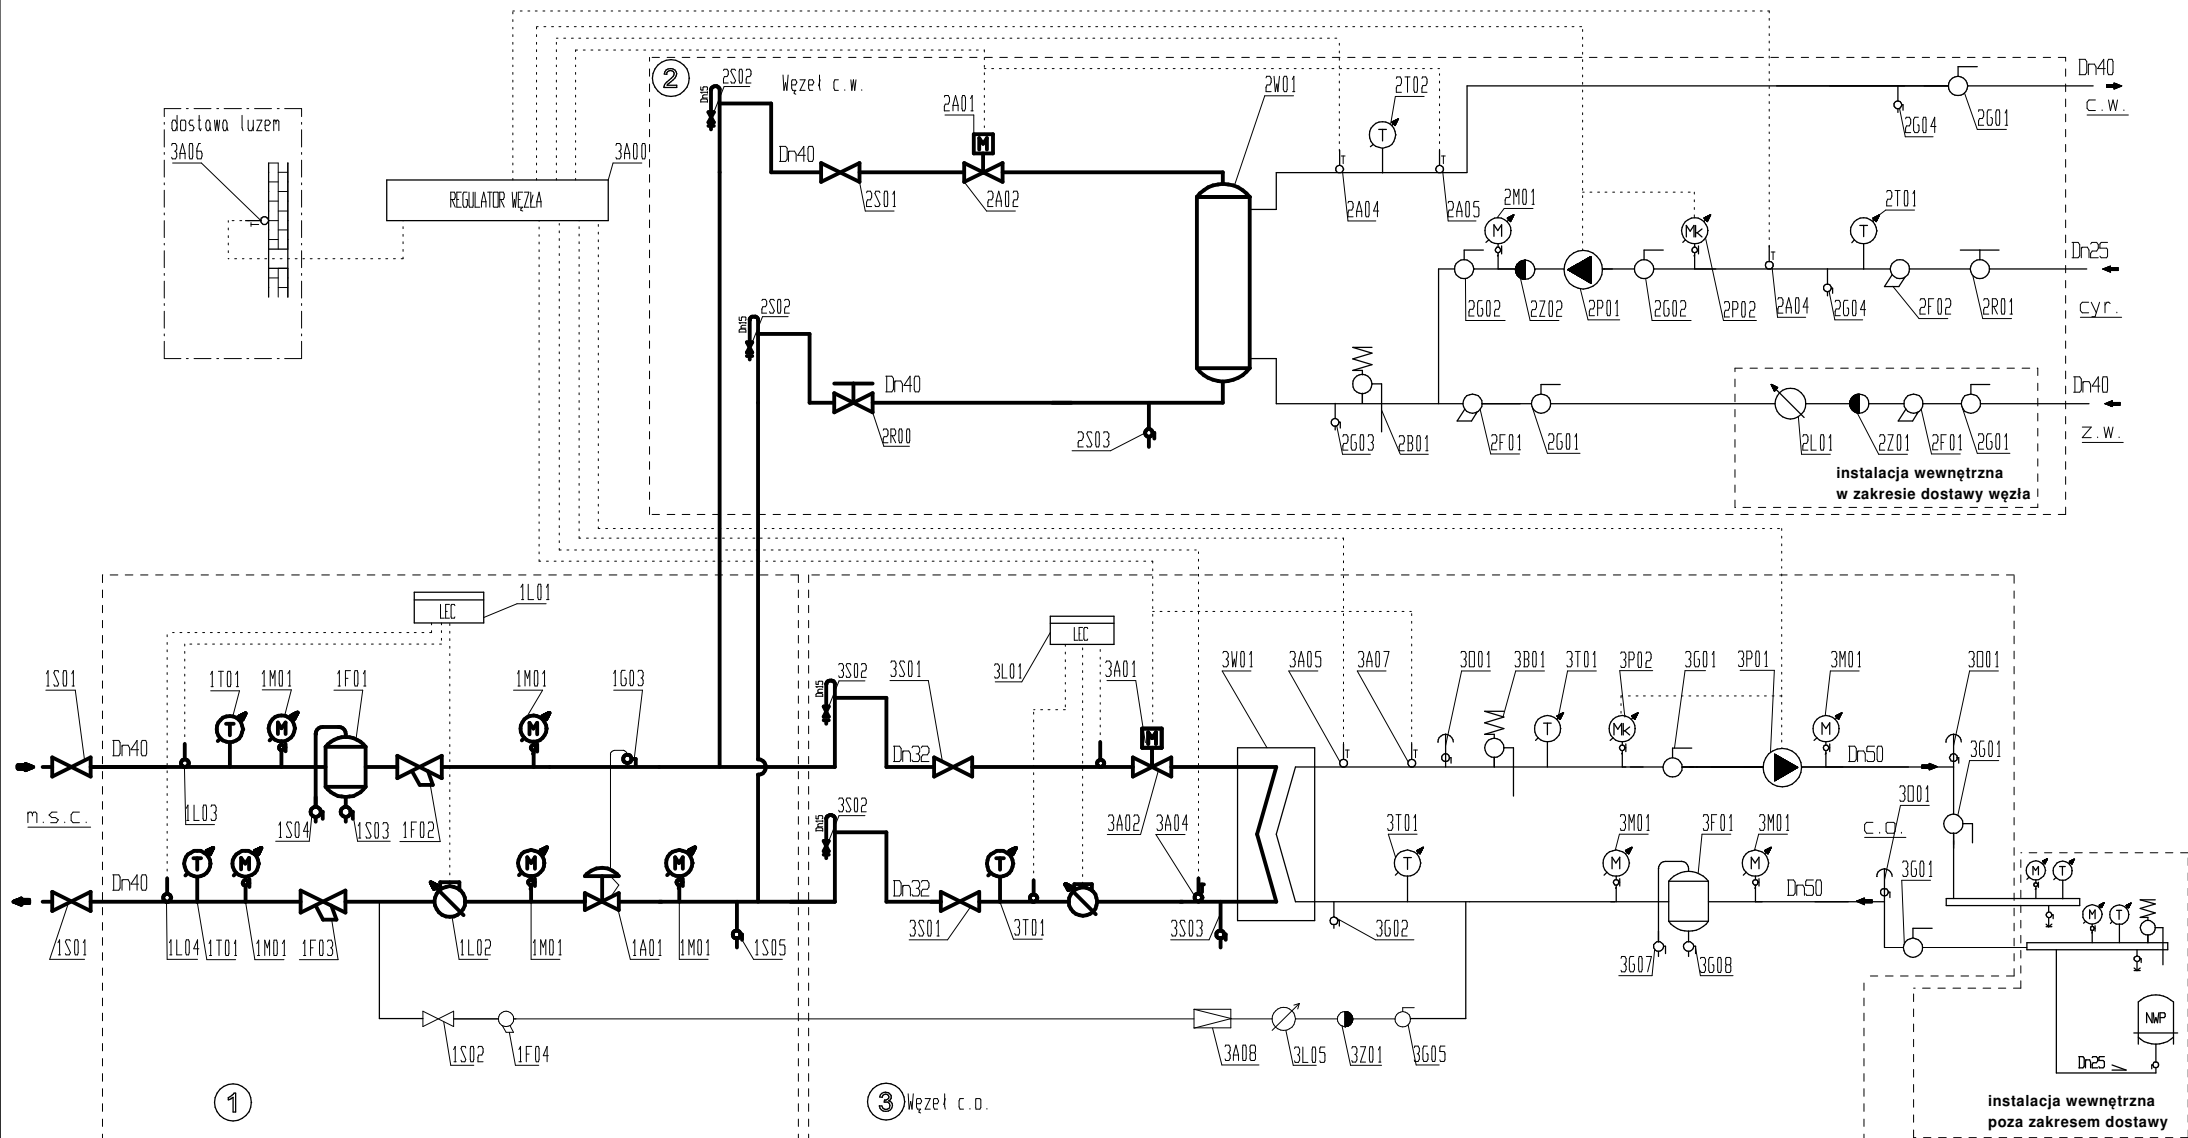 2
Węzeł c.w.
2S02
Dn15
2A01
M
2T02
T
2W01
Dn40
c.w.
2G04
2G01
dostawa luzem
3A06
T
3A00
REGULATOR WĘZŁA
Dn40
2S01
2A02
T
2A04
T
2A05
2M01
M
Mk
2T01
T
Dn25
cyr.
2G02
2Z02
2P01
2G02
2P02
T
2A04
2G04
2F02
2R01
2S02
Dn15
Dn40
2R00
2S03
2G03
2B01
2F01
2G01
2L01
2Z01
2F01
2G01
Dn40
z.w.
instalacja wewnętrzna
w zakresie dostawy węzła
1L01
LEC
3L01
LEC
1S01
1T01
T
1M01
M
1F01
1M01
M
1G03
3S02
Dn15
3S01
3A01
M
3W01
3A05
T
3A07
T
3D01
3B01
3T01
T
3P02
Mk
3G01
3P01
3M01
M
3D01
Dn40
Dn32
Dn50
3G01
m.s.c.
1L03
1S04
1S03
1F02
3S02
Dn15
3A02
3A04
3T01
T
3M01
M
3F01
3M01
M
c.o.
3D01
3G01
Dn40
T
M
M
M
Dn32
T
Dn50
M
T
M
T
1S01
1L04
1T01
1M01
1F03
1L02
1M01
1A01
1M01
1S05
3S01
3T01
3S03
3G02
3G07
3G08
1S02
1F04
3A08
3L05
3Z01
3G05
NWP
Dn25
1
3
Węzeł c.o.
instalacja wewnętrzna
poza zakresem dostawy